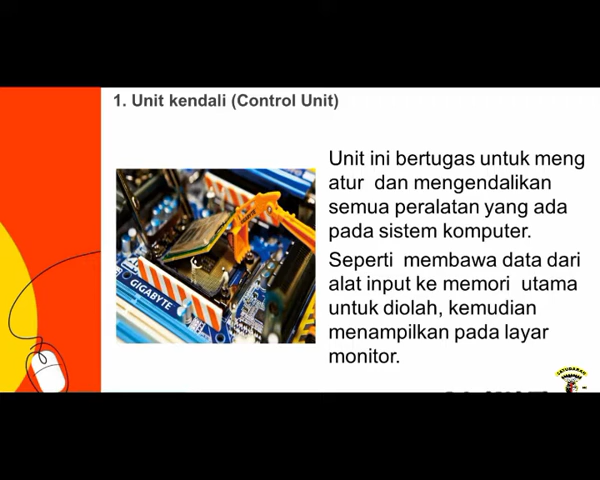 1. Unit kendali (Control Unit)
Unit ini bertugas untuk meng
atur dan mengendalikan
semua peralatan yang ada
pada sistem komputer.
Seperti membawa data dari
alat input ke memori utama
untuk diolah, kemudian
menampilkan pada layar
monitor.
GIGABYTE